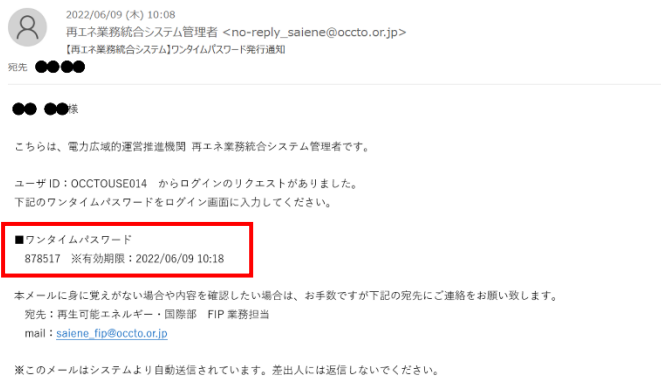 2022/06/09 (木) 10:08
再エネ業務統合システム管理者 <no-reply_saiene@occto.or.jp>
【再エネ業務統合システム】ワンタイムパスワード発行通知
宛先 ●●●●
●● ●●様
こちらは、電力広域的運営推進機関 再エネ業務統合システム管理者です。
ユーザ ID：OCCTOUSE014 からログインのリクエストがありました。
下記のワンタイムパスワードをログイン画面に入力してください。
■ワンタイムパスワード
878517 ※有効期限：2022/06/09 10:18
本メールに身に覚えがない場合や内容を確認したい場合は、お手数ですが下記の宛先にご連絡をお願い致します。
宛先：再生可能エネルギー・国際部 FIP 業務担当
mail：saiene_fip@occto.or.jp
※このメールはシステムより自動送信されています。差出人には返信しないでください。